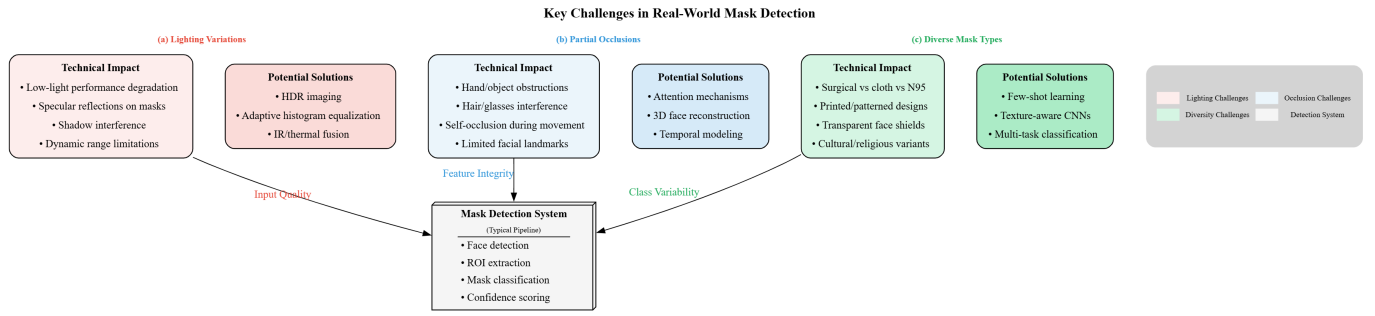 Key Challenges in Real-World Mask Detection
(a) Lighting Variations
Technical Impact
• Low-light performance degradation
• Specular reflections on masks
• Shadow interference
• Dynamic range limitations
Potential Solutions
• HDR imaging
• Adaptive histogram equalization
• IR/thermal fusion
(b) Partial Occlusions
Technical Impact
• Hand/object obstructions
• Hair/glasses interference
• Self-occlusion during movement
• Limited facial landmarks
Potential Solutions
• Attention mechanisms
• 3D face reconstruction
• Temporal modeling
(c) Diverse Mask Types
Technical Impact
• Surgical vs cloth vs N95
• Printed/patterned designs
• Transparent face shields
• Cultural/religious variants
Potential Solutions
• Few-shot learning
• Texture-aware CNNs
• Multi-task classification
Lighting Challenges
Occlusion Challenges
Diversity Challenges
Detection System
Input Quality
Feature Integrity
Class Variability
Mask Detection System
(Typical Pipeline)
• Face detection
• ROI extraction
• Mask classification
• Confidence scoring